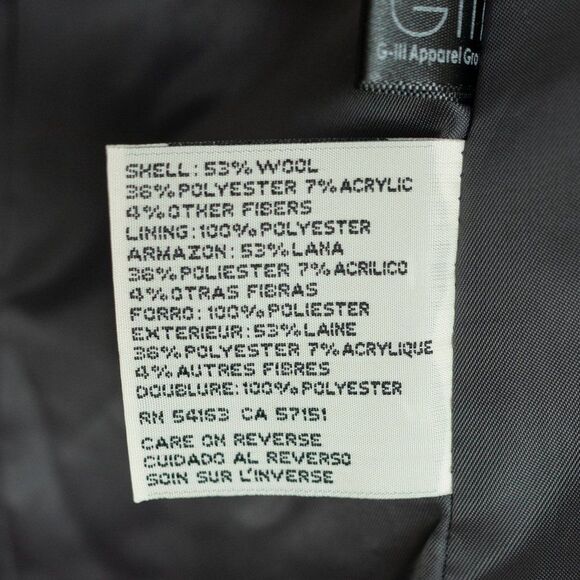 Gill
G-III Apparel Gro
SHELL: 53% WOOL
36% POLYESTER 7% ACRYLIC
4% OTHER FIBERS
LINING: 100% POLYESTER
ARMAZON: 53% LANA
36% POLIESTER 7% ACRILICO
4% OTRAS FIBRAS
FORRO: 100% POLIESTER
EXTERIEUR: 53% LAINE
36% POLYESTER 7% ACRYLIQUE
4% AUTRES FIBRES
DOUBLURE: 100% POLYESTER
RN 54163 CA 57151
CARE ON REVERSE
CUIDADO AL REVERSO
SOIN SUR L'INVERSE